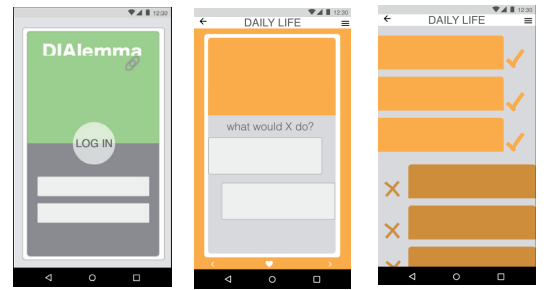 12:30
DIAlemma
LOG IN
12:30
DAILY LIFE
what would X do?
12:30
DAILY LIFE